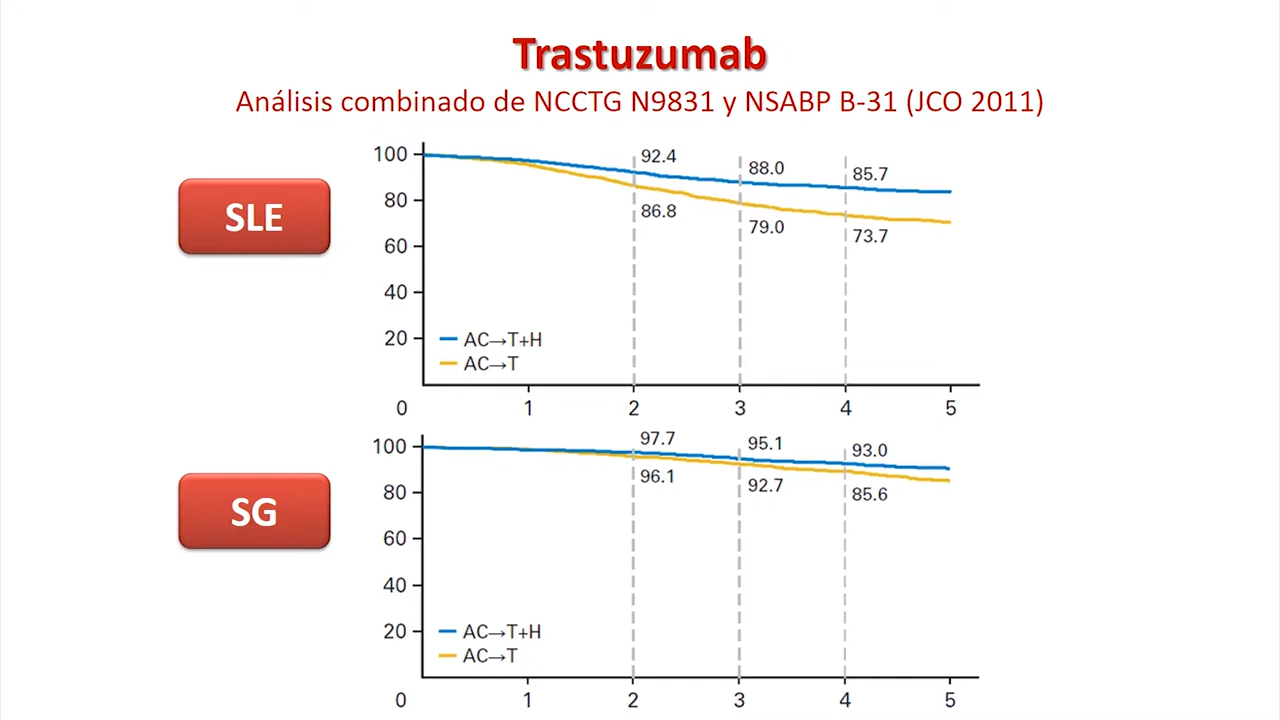 Trastuzumab
Análisis combinado de NCCTG N9831 y NSABP B-31 (JCO 2011)
SLE
100
80
60
40
20
0
92.4
88.0
85.7
86.8
79.0
73.7
AC→T+H
AC→T
1 2 3 4 5
SG
100
80
60
40
20
0
97.7
95.1
93.0
96.1
92.7
85.6
AC→T+H
AC→T
1 2 3 4 5